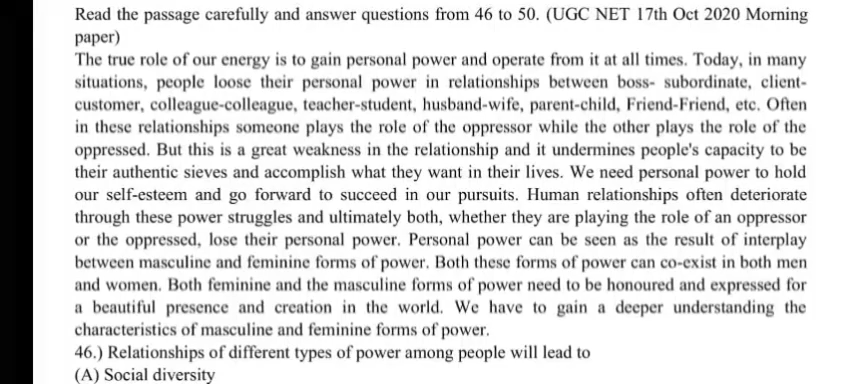 Read the passage carefully and answer questions from 46 to 50. (UGC NET 17th Oct 2020 Morning
paper)
The true role of our energy is to gain personal power and operate from it at all times. Today, in many
situations, people loose their personal power in relationships between boss- subordinate, client-
customer, colleague-colleague, teacher-student, husband-wife, parent-child, Friend-Friend, etc. Often
in these relationships someone plays the role of the oppressor while the other plays the role of the
oppressed. But this is a great weakness in the relationship and it undermines people's capacity to be
their authentic sieves and accomplish what they want in their lives. We need personal power to hold
our self-esteem and go forward to succeed in our pursuits. Human relationships often deteriorate
through these power struggles and ultimately both, whether they are playing the role of an oppressor
or the oppressed, lose their personal power. Personal power can be seen as the result of interplay
between masculine and feminine forms of power. Both these forms of power can co-exist in both men
and women. Both feminine and the masculine forms of power need to be honoured and expressed for
a beautiful presence and creation in the world. We have to gain a deeper understanding the
characteristics of masculine and feminine forms of power.
46.) Relationships of different types of power among people will lead to
(A) Social diversity